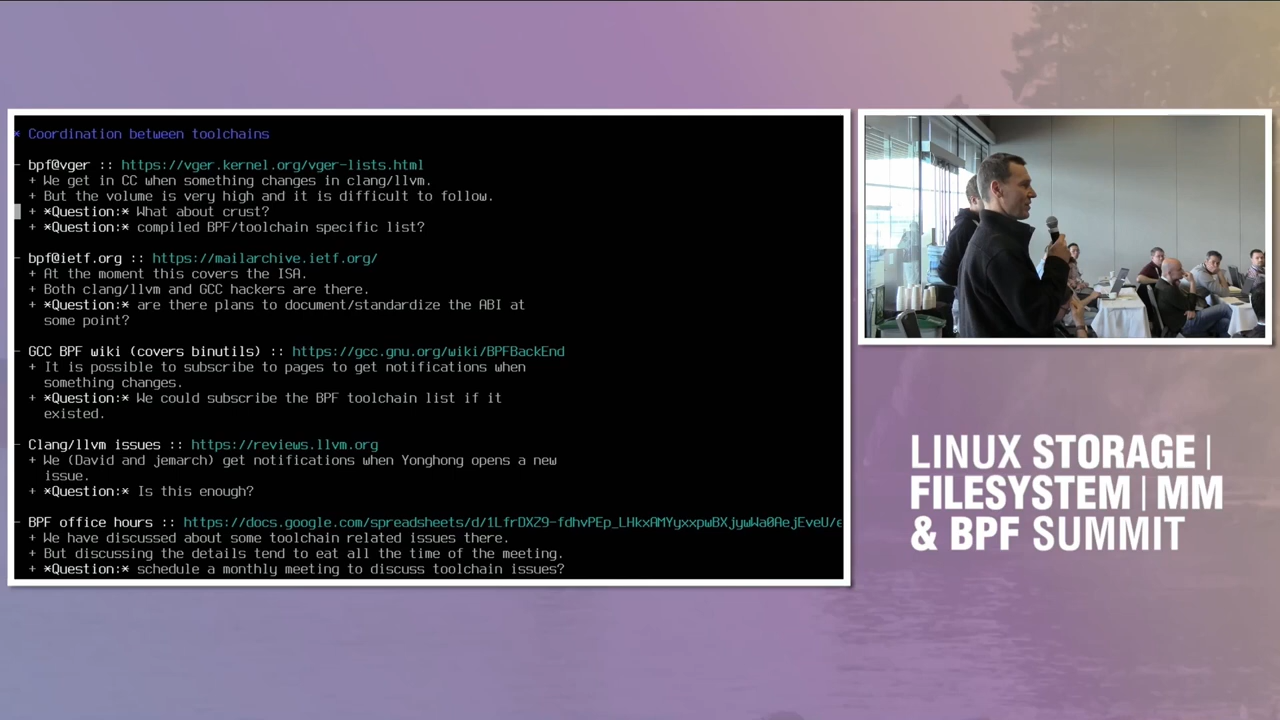 * Coordination between toolchains
- bpf@vger :: https://vger.kernel.org/vger-lists.html
+ We get in CC when something changes in clang/llvm.
+ But the volume is very high and it is difficult to follow.
+ *Question:* What about crust?
+ *Question:* compiled BPF/toolchain specific list?
- bpf@ietf.org :: https://mailarchive.ietf.org/
+ At the moment this covers the ISA.
+ Both clang/llvm and GCC hackers are there.
+ *Question:* are there plans to document/standardize the ABI at
some point?
- GCC BPF wiki (covers binutils) :: https://gcc.gnu.org/wiki/BPFBackEnd
+ It is possible to subscribe to pages to get notifications when
something changes.
+ *Question:* We could subscribe the BPF toolchain list if it
existed.
- Clang/llvm issues :: https://reviews.llvm.org
+ We (David and jemarch) get notifications when Yonghong opens a new
issue.
+ *Question:* Is this enough?
- BPF office hours :: https://docs.google.com/spreadsheets/d/1LfrDXZ9-fdhvPEp_LHkxAMYyxxpwBXjywWa0AejEveU/e
+ We have discussed about some toolchain related issues there.
+ But discussing the details tend to eat all the time of the meeting.
+ *Question:* schedule a monthly meeting to discuss toolchain issues?
LINUX STORAGE|
FILESYSTEM|MM
& BPF SUMMIT